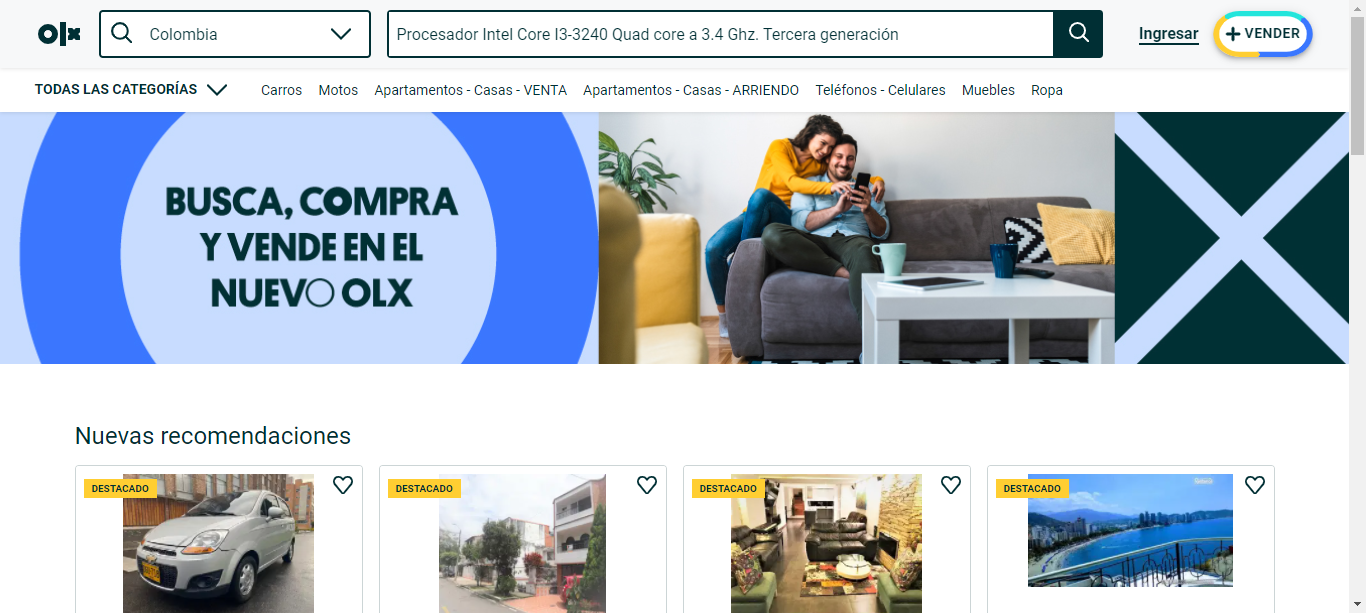 olx
Colombia
Procesador Intel Core I3-3240 Quad core a 3.4 Ghz. Tercera generación
Ingresar
+ VENDER
TODAS LAS CATEGORÍAS
Carros
Motos
Apartamentos - Casas - VENTA
Apartamentos - Casas - ARRIENDO
Teléfonos - Celulares
Muebles
Ropa
BUSCA, COMPRA
Y VENDE EN EL
NUEVO OLX
Nuevas recomendaciones
DESTACADO
DESTACADO
DESTACADO
DESTACADO